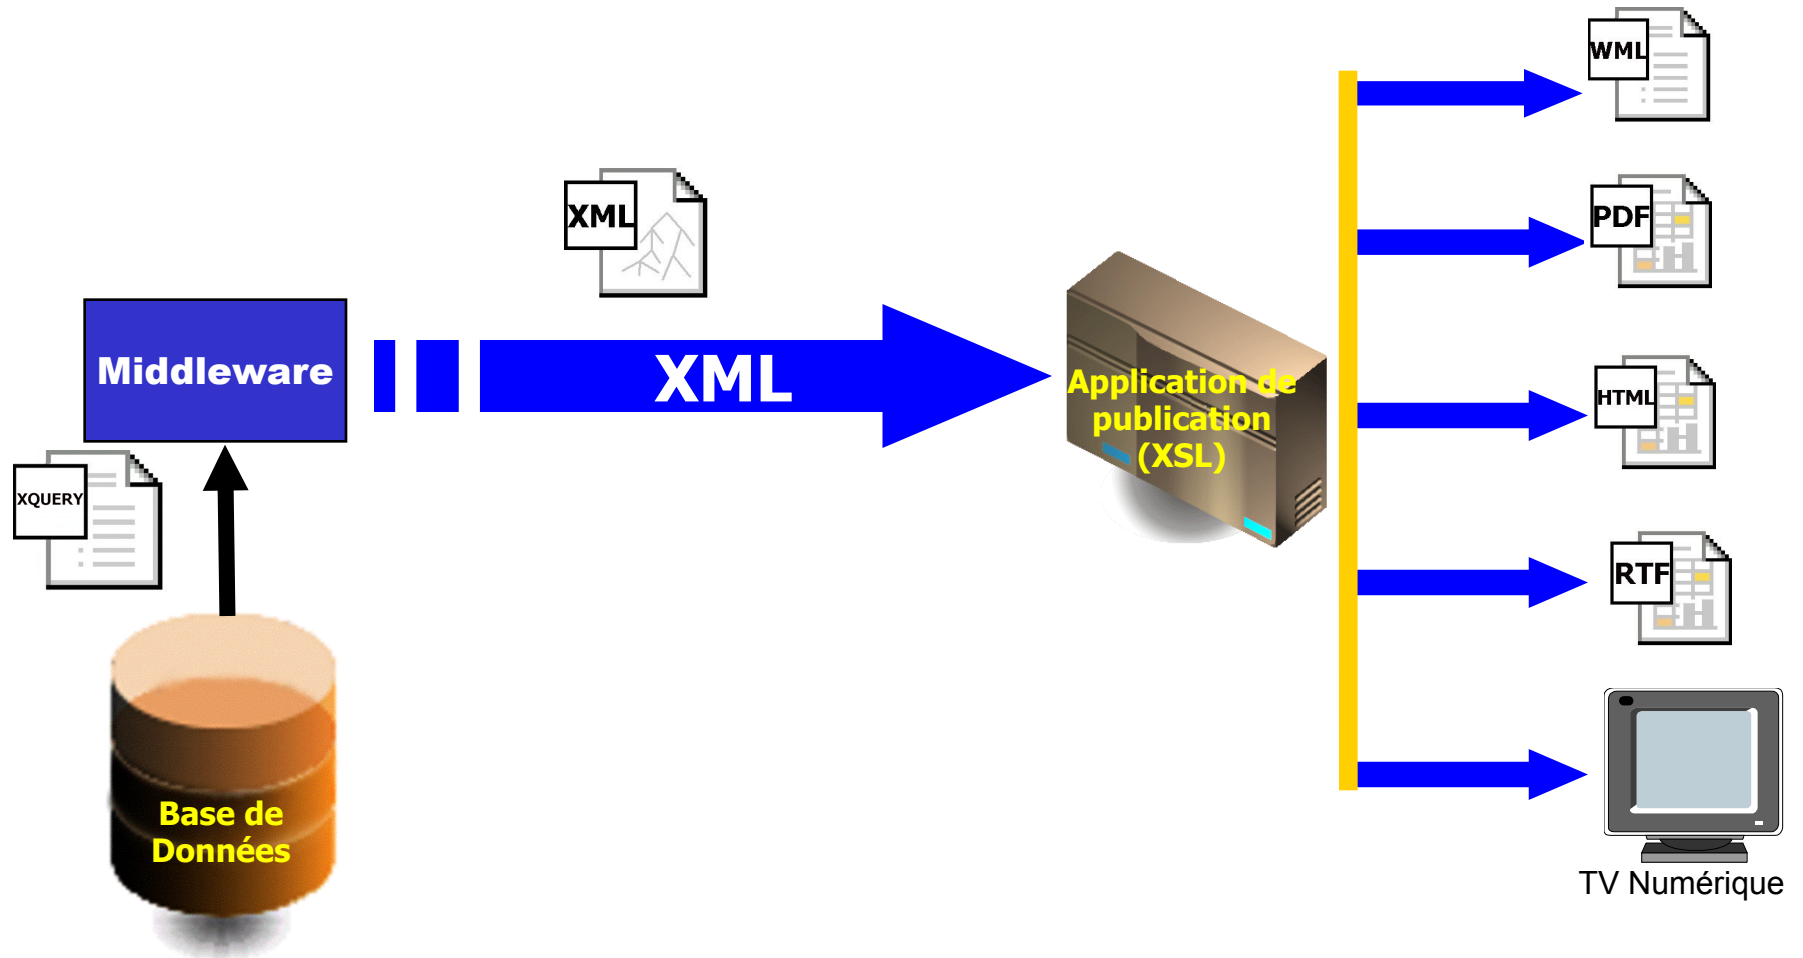 WML
PDF
XML
Middleware
XML
Application de
publication
(XSL)
HTML
XQUERY
RTF
Base de
Données
TV Numérique